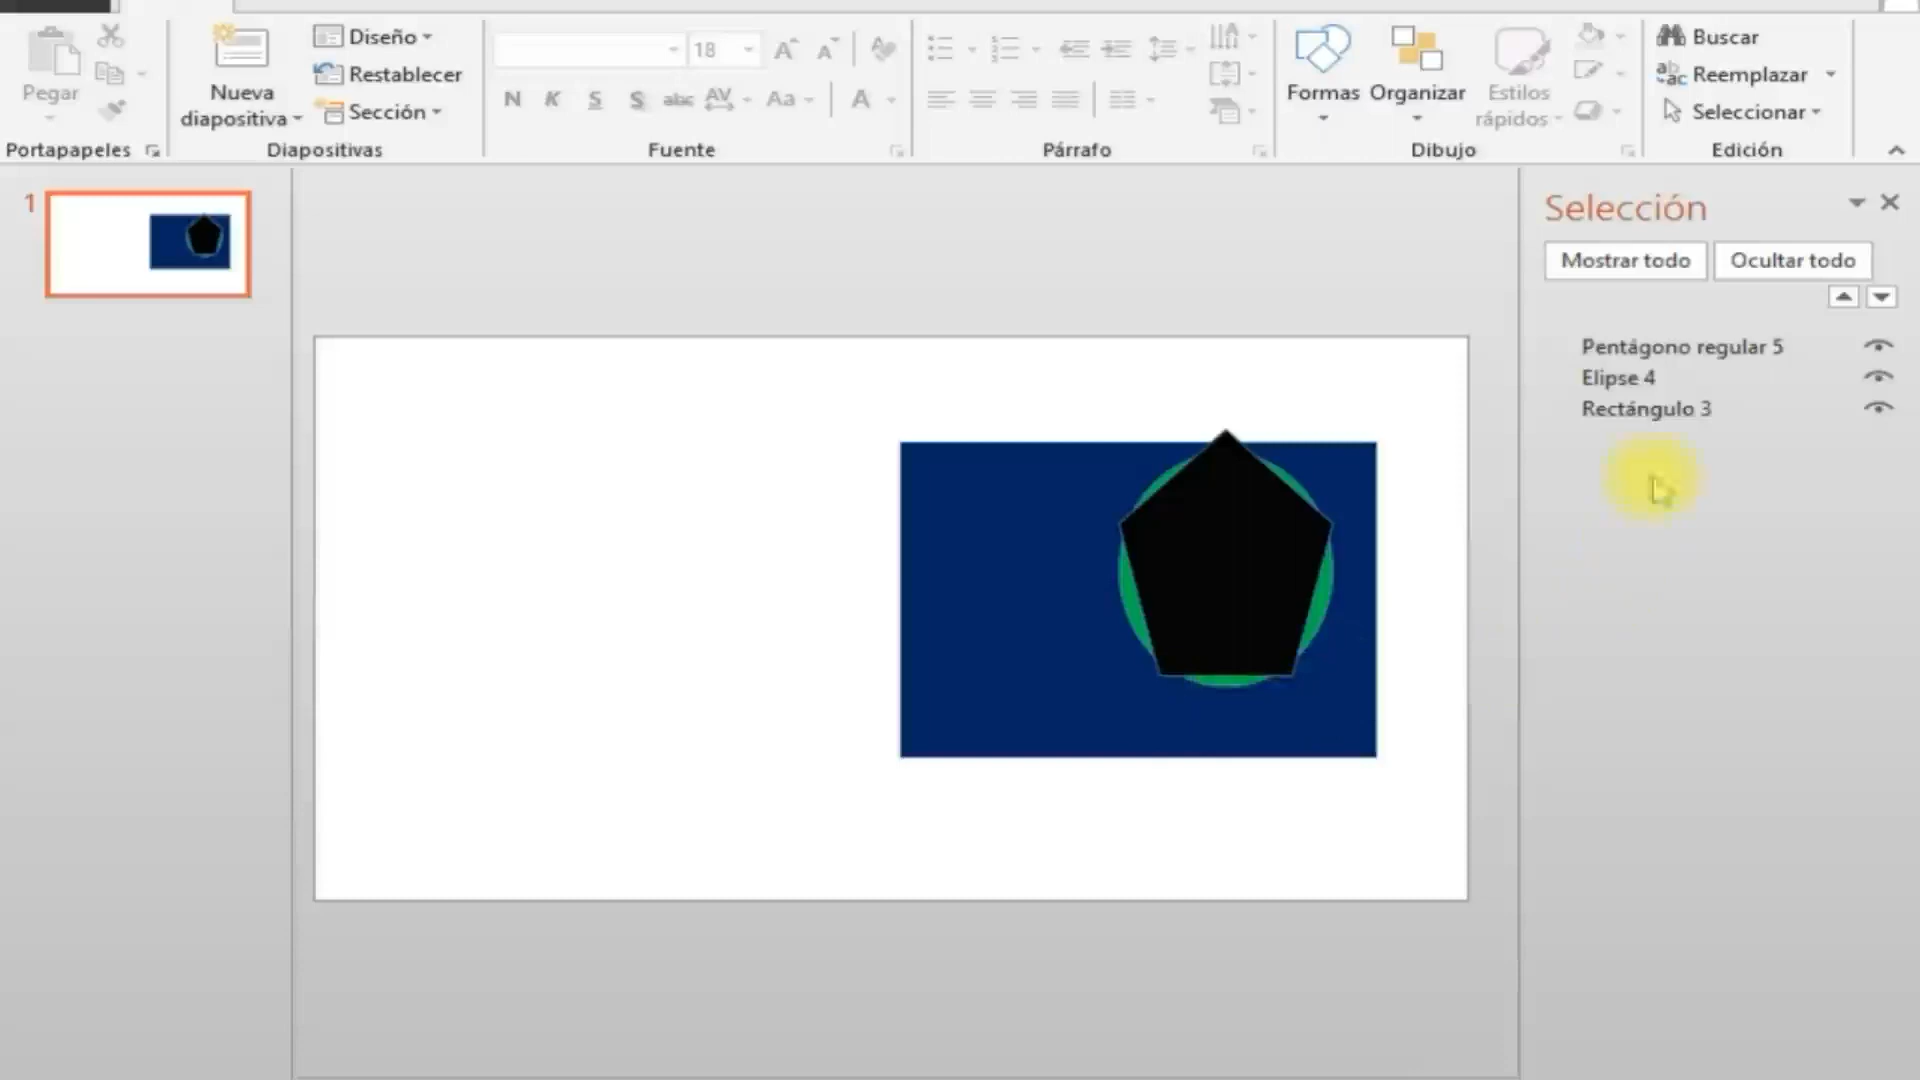 Pegar
Nueva
diapositiva
Diseño
Restablecer
Sección
18
A A
N K S S abc AV Aa A
Formas
Organizar
Estilos
rápidos
Buscar
Reemplazar
Seleccionar
Portapapeles
Diapositivas
Fuente
Párrafo
Dibujo
Edición
1
Selección
Mostrar todo
Ocultar todo
Pentágono regular 5
Elipse 4
Rectángulo 3